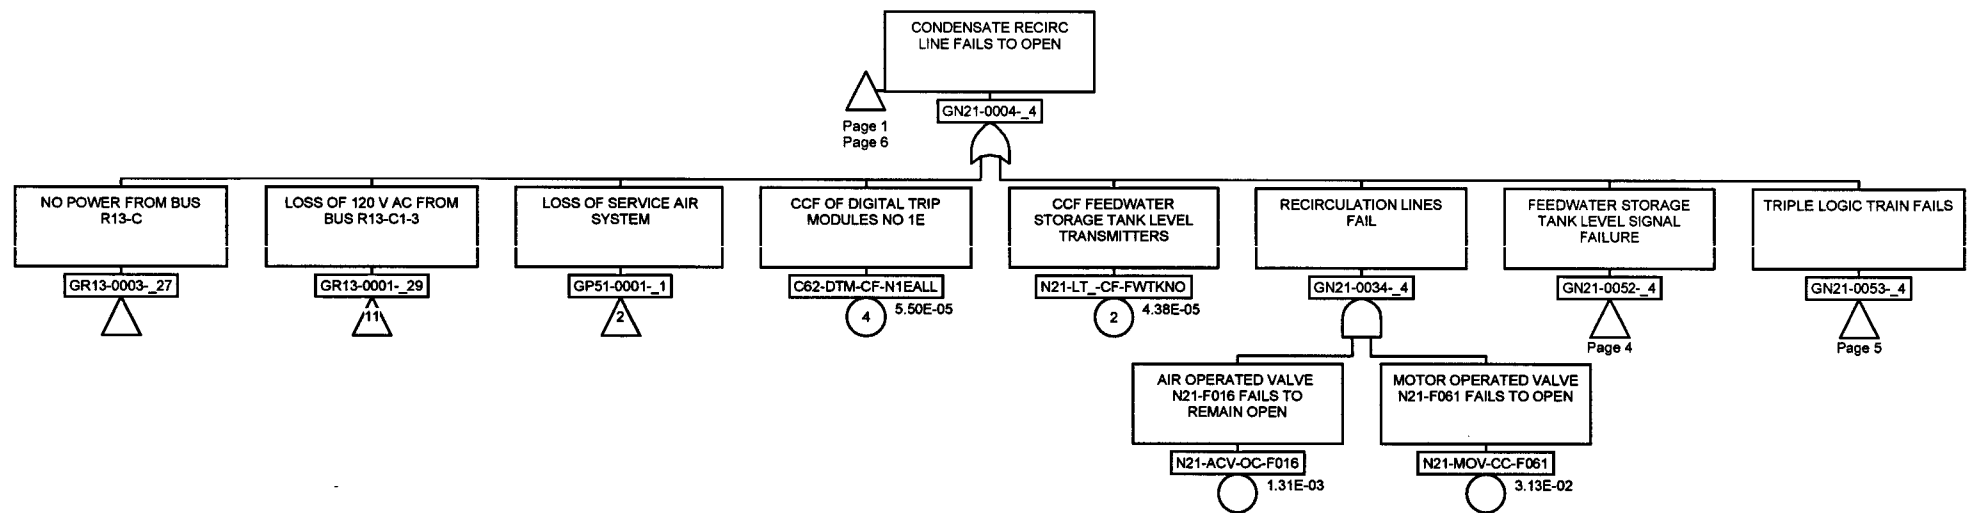 CONDENSATE RECIRC
LINE FAILS TO OPEN
GN21-0004-_4
Page 1
Page 6
NO POWER FROM BUS
R13-C
GR13-0003-_27
LOSS OF 120 V AC FROM
BUS R13-C1-3
GR13-0001-_29
11
LOSS OF SERVICE AIR
SYSTEM
GP51-0001-_1
2
CCF OF DIGITAL TRIP
MODULES NO 1E
C62-DTM-CF-N1EALL
4
5.50E-05
CCF FEEDWATER
STORAGE TANK LEVEL
TRANSMITTERS
N21-LT_-CF-FWTKNO
2
4.38E-05
RECIRCULATION LINES
FAIL
GN21-0034-_4
FEEDWATER STORAGE
TANK LEVEL SIGNAL
FAILURE
GN21-0052-_4
Page 4
TRIPLE LOGIC TRAIN FAILS
GN21-0053-_4
Page 5
AIR OPERATED VALVE
N21-F016 FAILS TO
REMAIN OPEN
N21-ACV-OC-F016
1.31E-03
MOTOR OPERATED VALVE
N21-F061 FAILS TO OPEN
N21-MOV-CC-F061
3.13E-02